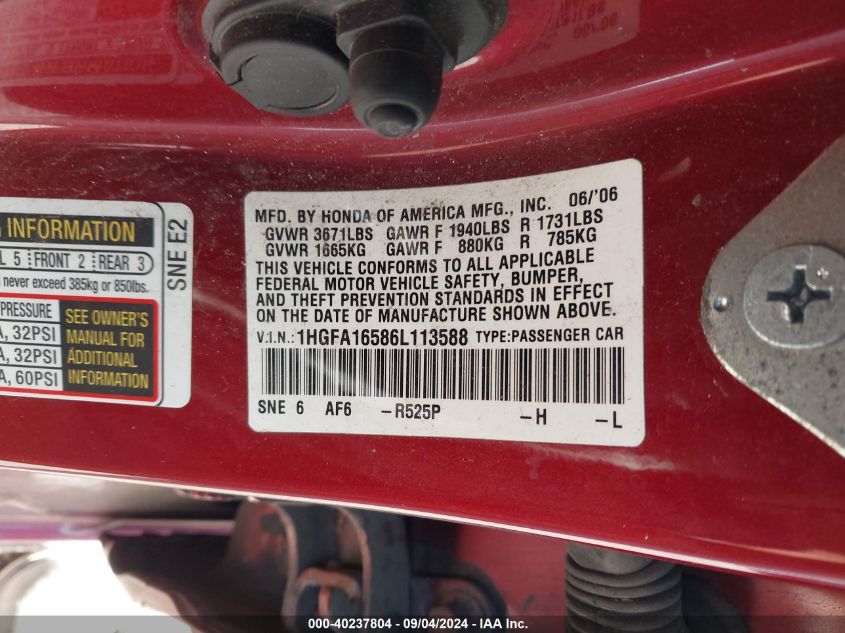 INFORMATION
L 5 FRONT 2 REAR 3
never exceed 385kg or 850lbs.
PRESSURE
A, 32PSI
A, 32PSI
A, 60PSI
SEE OWNER'S
MANUAL FOR
ADDITIONAL
INFORMATION
SNE E2
MFD. BY HONDA OF AMERICA MFG., INC. 06/'06
GVWR 3671LBS GAWR F 1940LBS R 1731LBS
GVWR 1665KG GAWR F 880KG R 785KG
THIS VEHICLE CONFORMS TO ALL APPLICABLE
FEDERAL MOTOR VEHICLE SAFETY, BUMPER,
AND THEFT PREVENTION STANDARDS IN EFFECT
ON THE DATE OF MANUFACTURE SHOWN ABOVE.
V.I.N.: 1HGFA16586L113588 TYPE:PASSENGER CAR
SNE 6 AF6 -R525P -H -L
000-40237804 - 09/04/2024 -